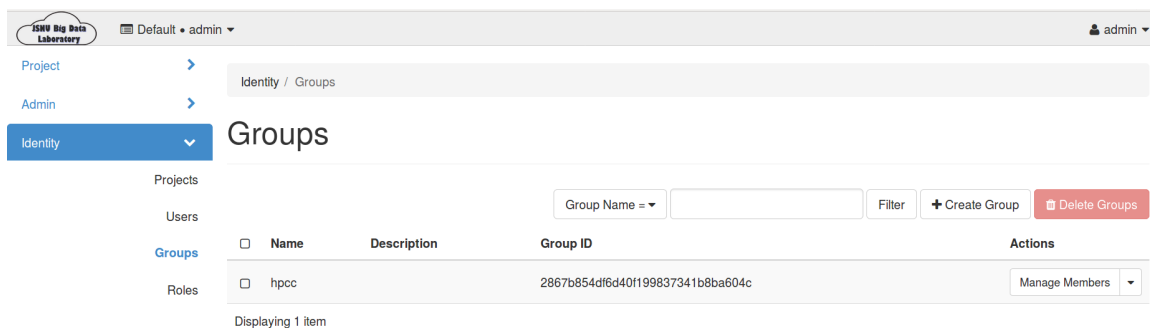 JSNU Big Data
Laboratory
Default • admin
admin
Project
Admin
Identity
Projects
Users
Groups
Roles
Identity / Groups
Groups
Group Name =
Filter
Create Group
Delete Groups
Name Description Group ID Actions
hpcc 2867b854df6d40f199837341b8ba604c Manage Members
Displaying 1 item